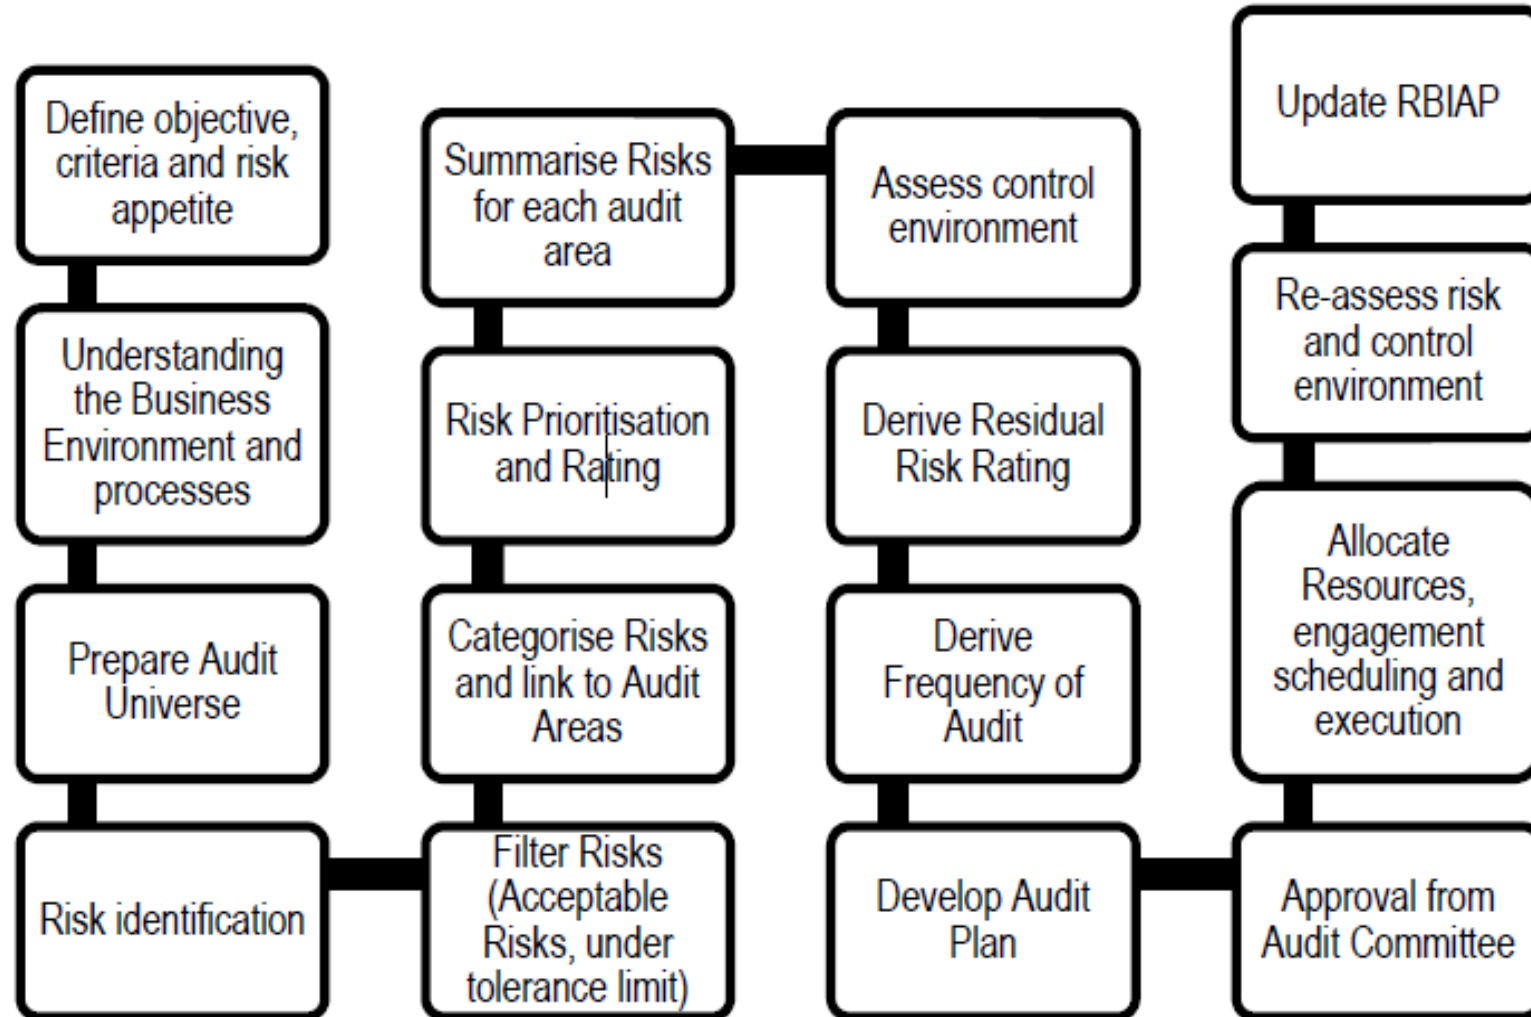 Define objective,
criteria and risk
appetite
Understanding
the Business
Environment and
processes
Prepare Audit
Universe
Risk identification
Filter Risks
(Acceptable
Risks, under
tolerance limit)
Categorise Risks
and link to Audit
Areas
Risk Prioritisation
and Rating
Summarise Risks
for each audit
area
Assess control
environment
Derive Residual
Risk Rating
Derive
Frequency of
Audit
Develop Audit
Plan
Approval from
Audit Committee
Allocate
Resources,
engagement
scheduling and
execution
Re-assess risk
and control
environment
Update RBIAP